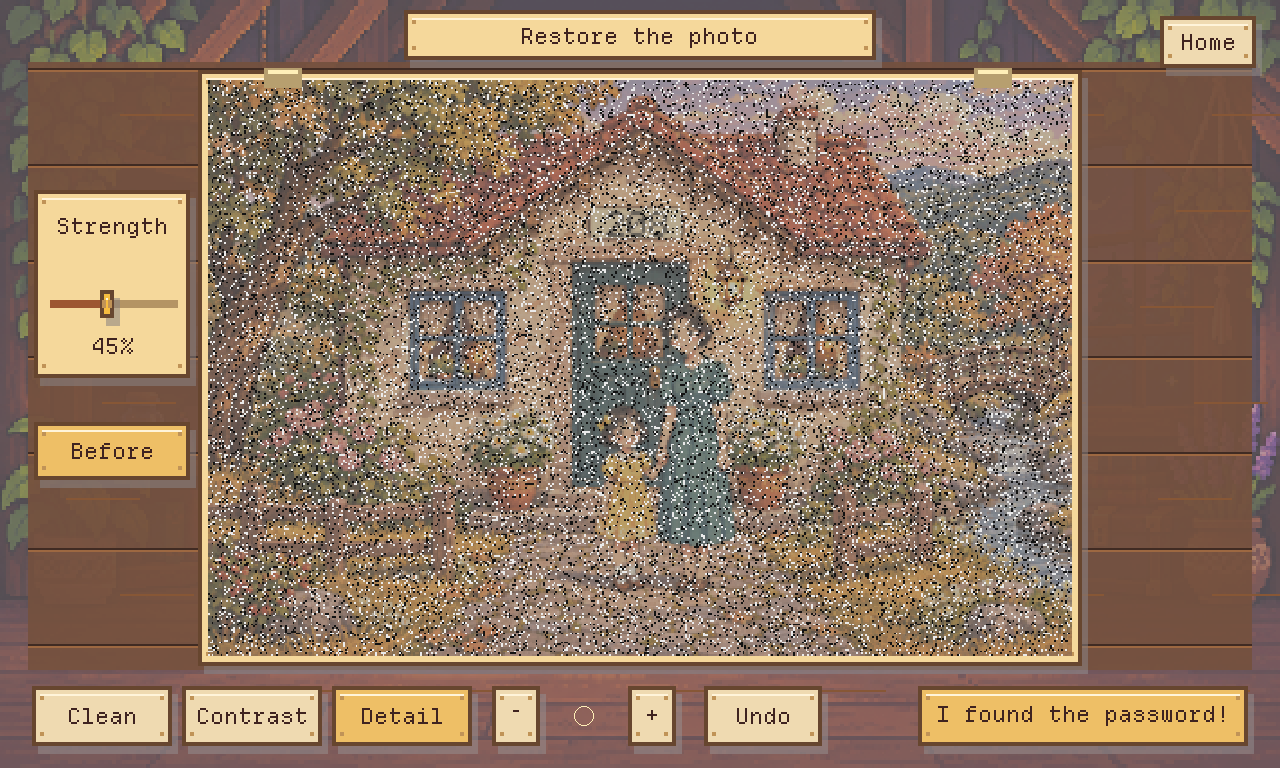 Restore the photo
Home
Strength
45%
Before
Clean
Contrast
Detail
-
+
Undo
I found the password!